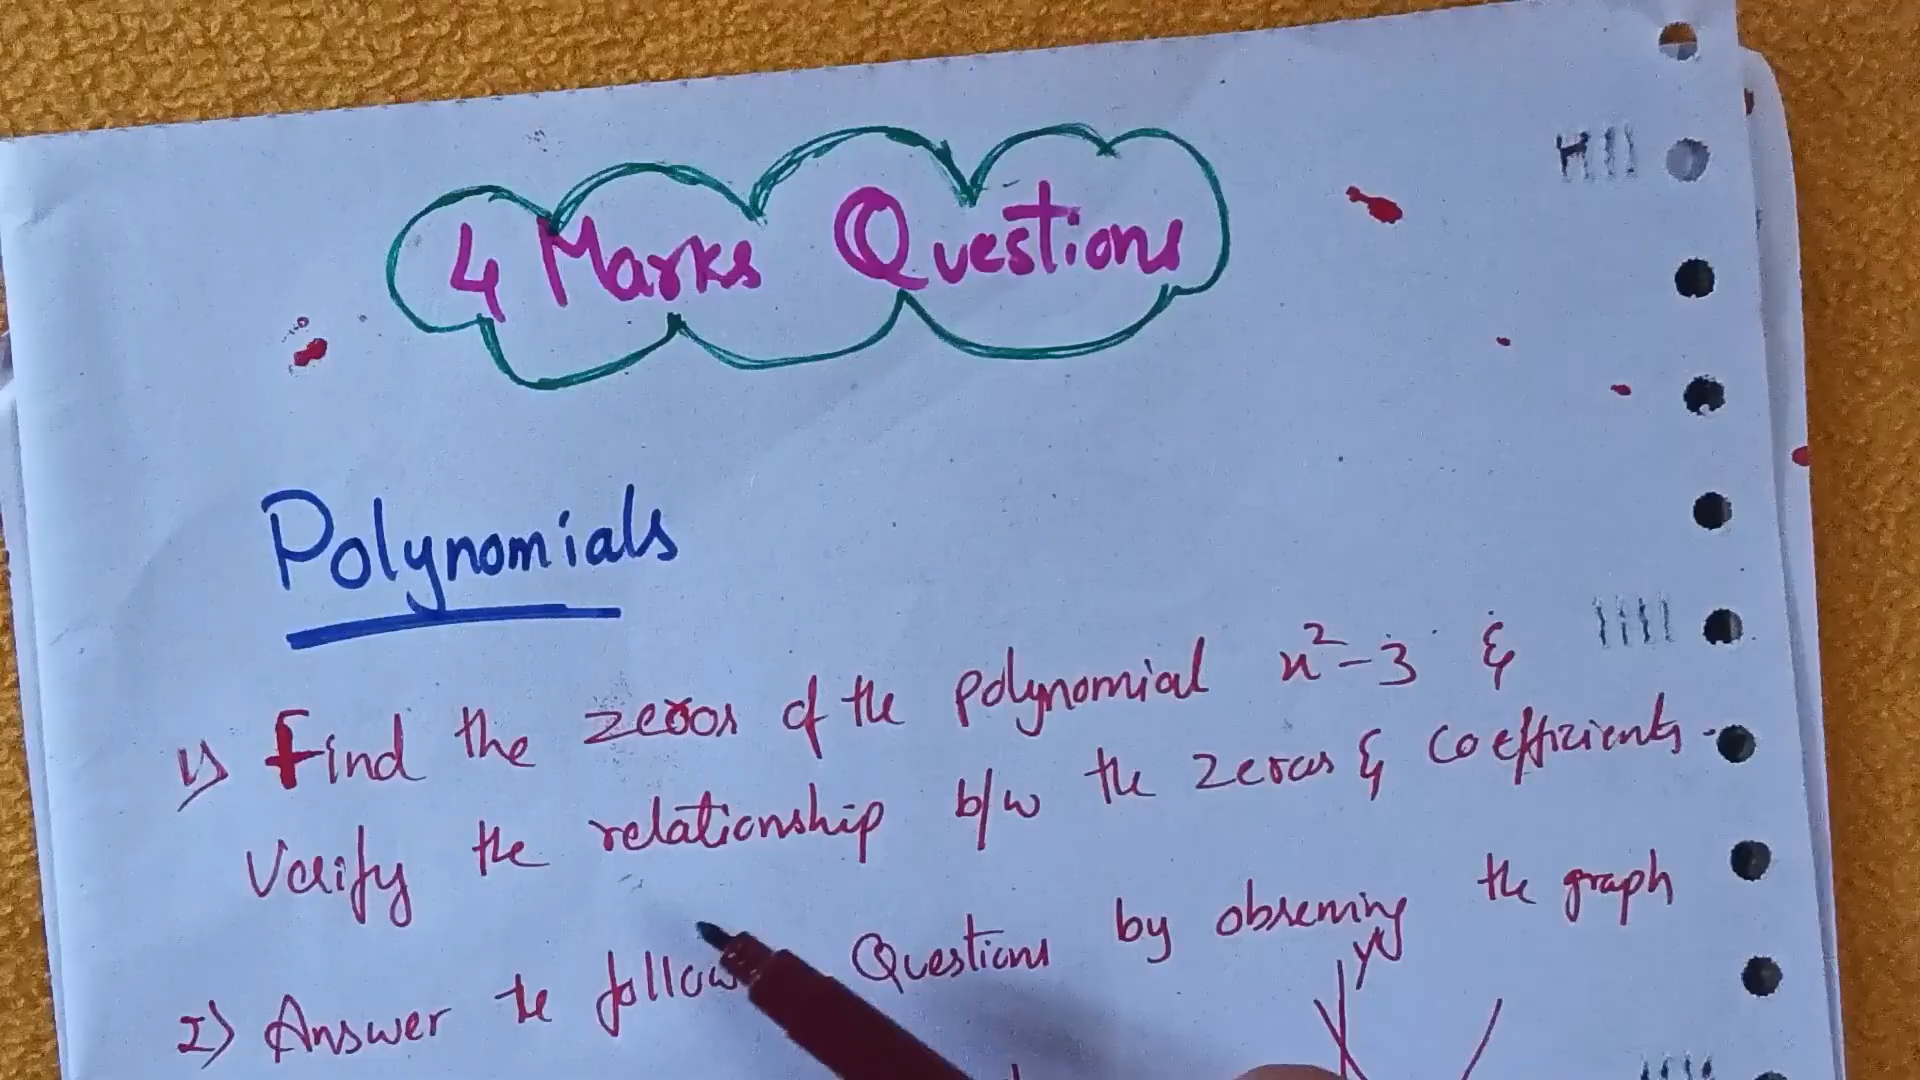 4 Marks Questions
Polynomials
1) Find the zeros of the polynomial x²-3 &
Verify the relationship b/w the zeros & coefficients.
2) Answer the follow Questions by observing the graph
y